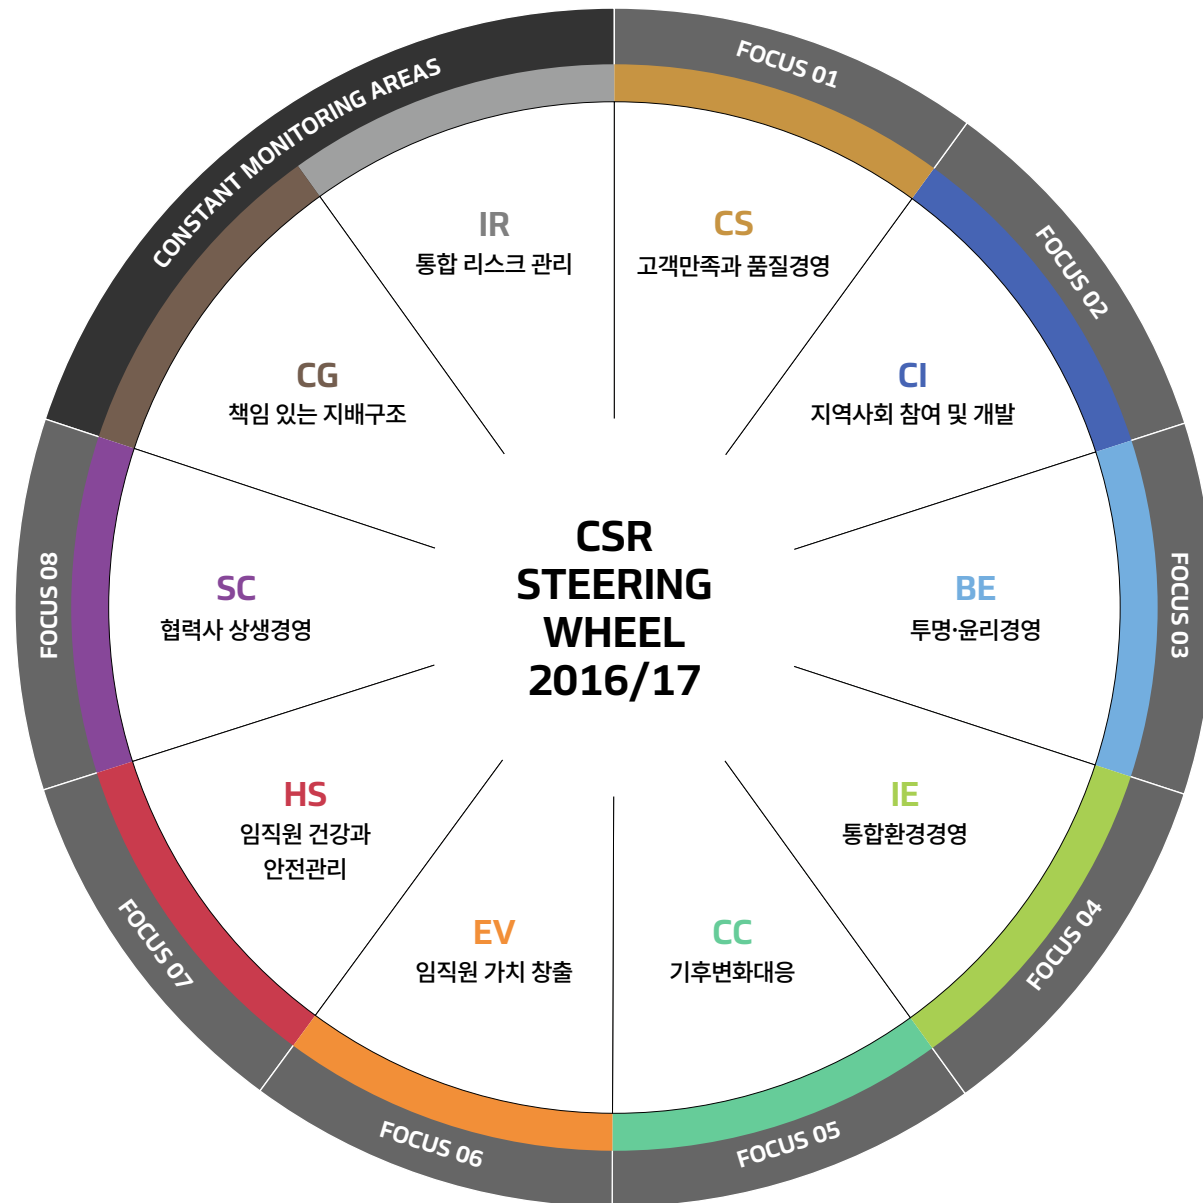 CONSTANT MONITORING AREAS
FOCUS 01
FOCUS 02
FOCUS 03
FOCUS 04
FOCUS 05
FOCUS 06
FOCUS 07
FOCUS 08
IR
통합 리스크 관리
CS
고객만족과 품질경영
CG
책임 있는 지배구조
CI
지역사회 참여 및 개발
CSR
STEERING
WHEEL
2016/17
SC
협력사 상생경영
BE
투명·윤리경영
HS
임직원 건강과
안전관리
IE
통합환경경영
EV
임직원 가치 창출
CC
기후변화대응